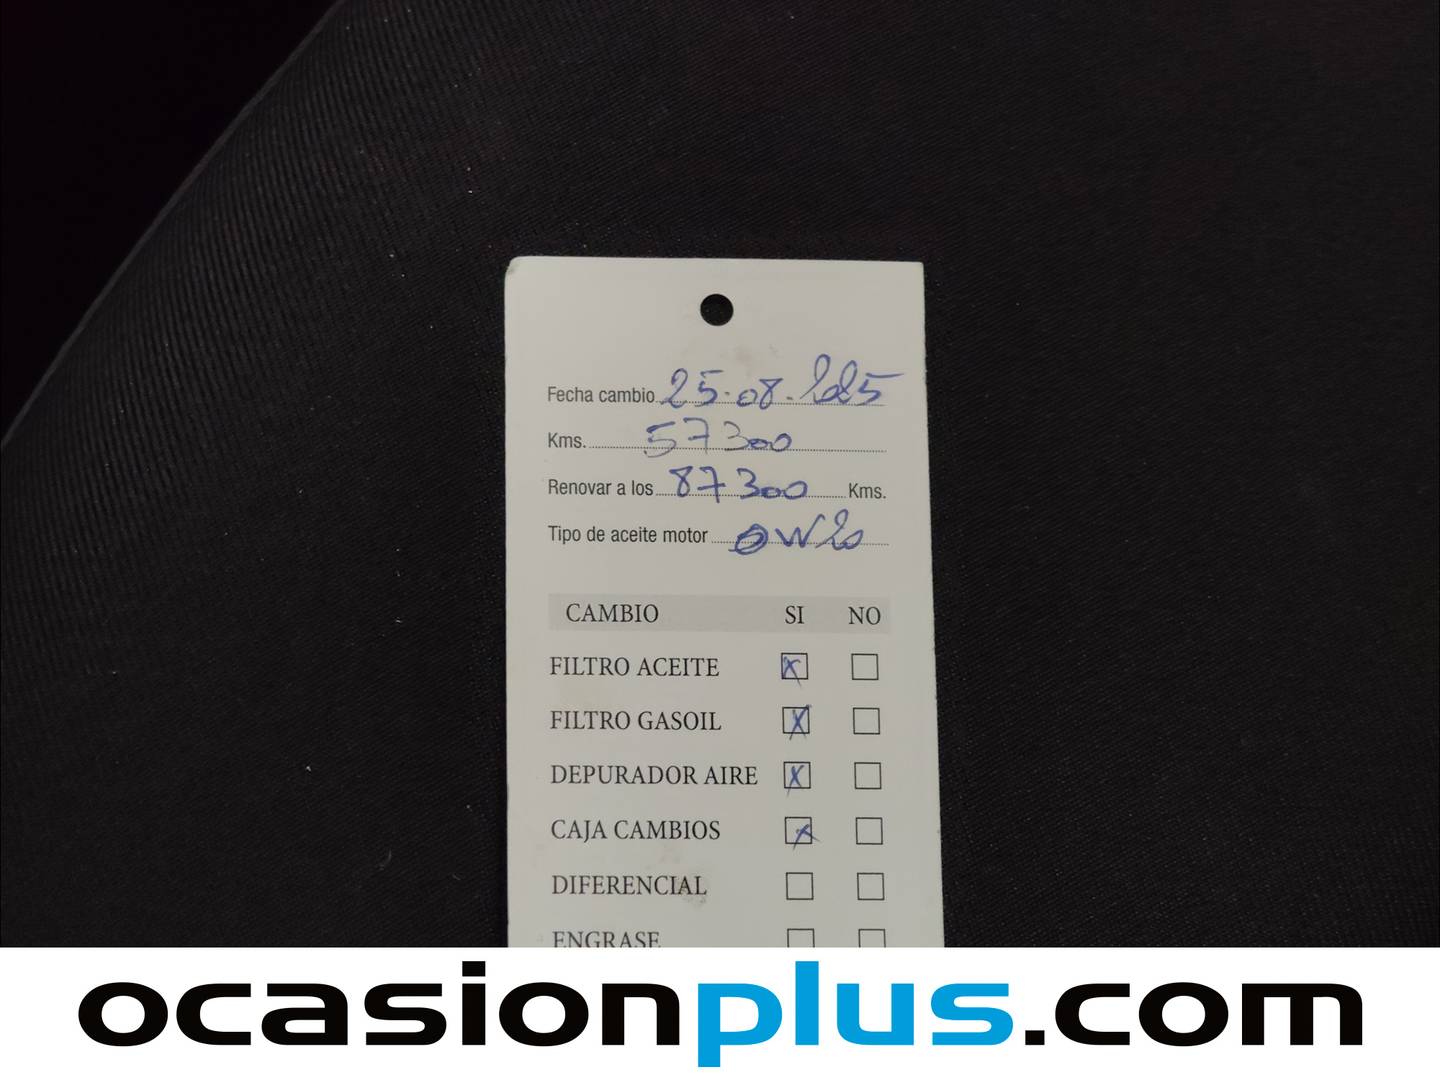 Fecha cambio 25.08.2025
Kms. 57300
Renovar a los 87300 Kms.
Tipo de aceite motor 0W20
CAMBIO SI NO
FILTRO ACEITE X
FILTRO GASOIL X
DEPURADOR AIRE X
CAJA CAMBIOS X
DIFERENCIAL
ENGRASE
ocasionplus.com